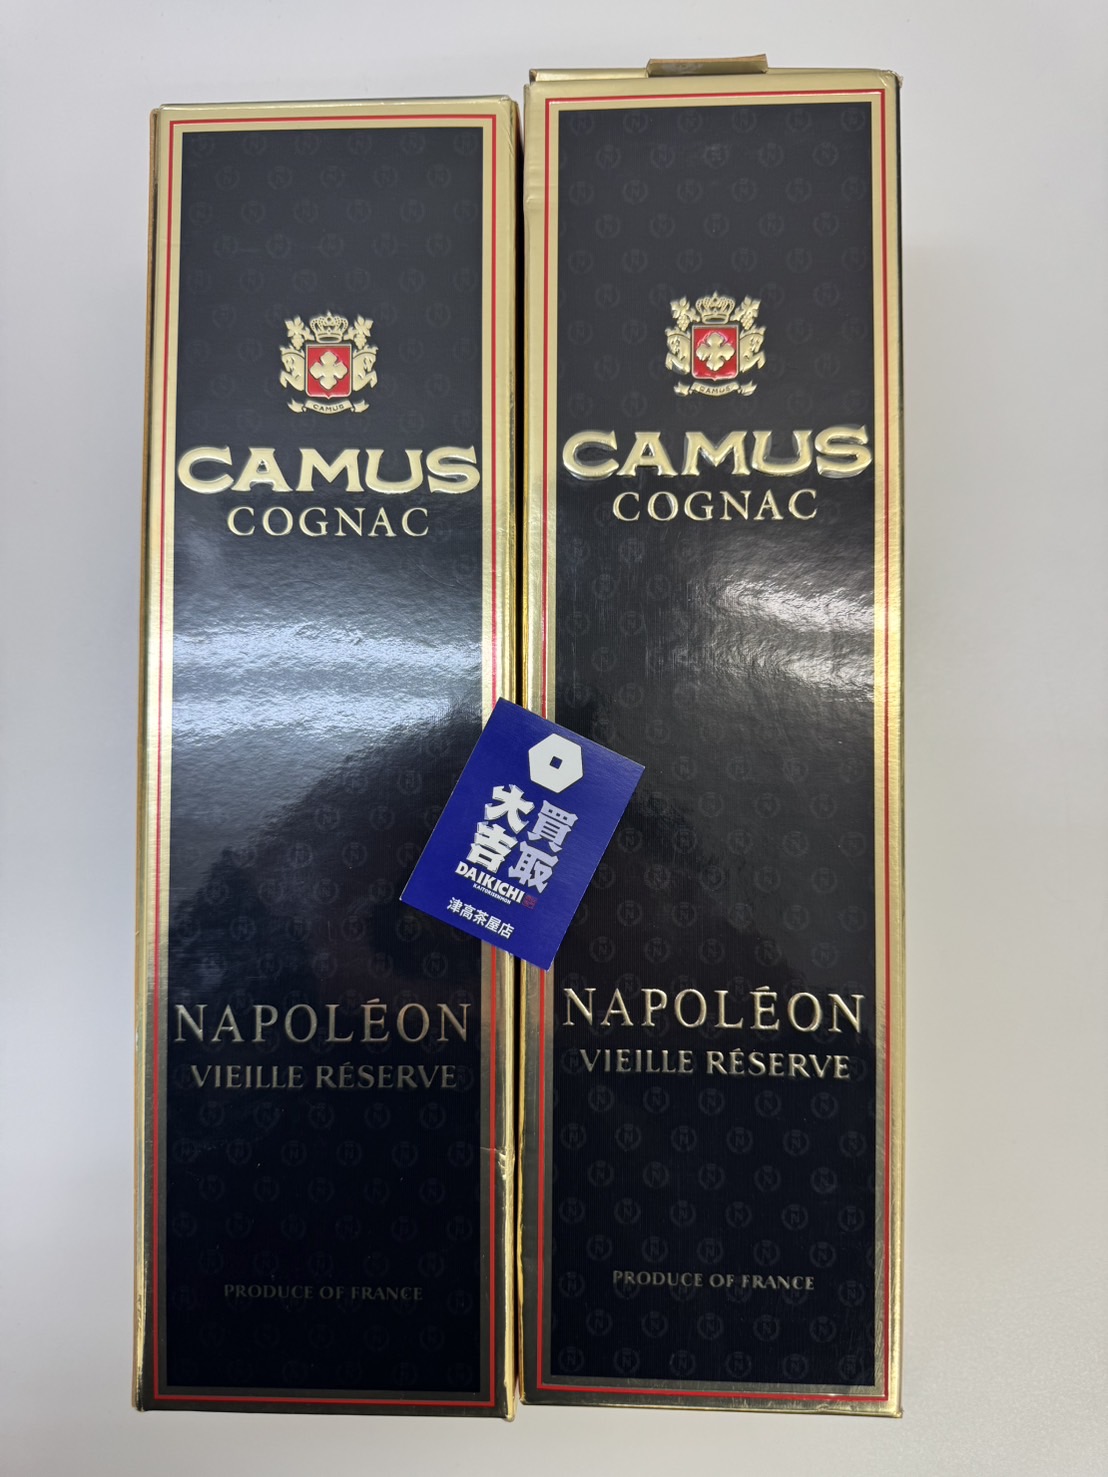 CAMUS
CAMUS
COGNAC
NAPOLÉON
VIEILLE RÉSERVE
PRODUCE OF FRANCE
CAMUS
CAMUS
COGNAC
NAPOLÉON
VIEILLE RÉSERVE
PRODUCE OF FRANCE
買取
大吉
DAIKICHI
KAITORISENMON
津高茶屋店